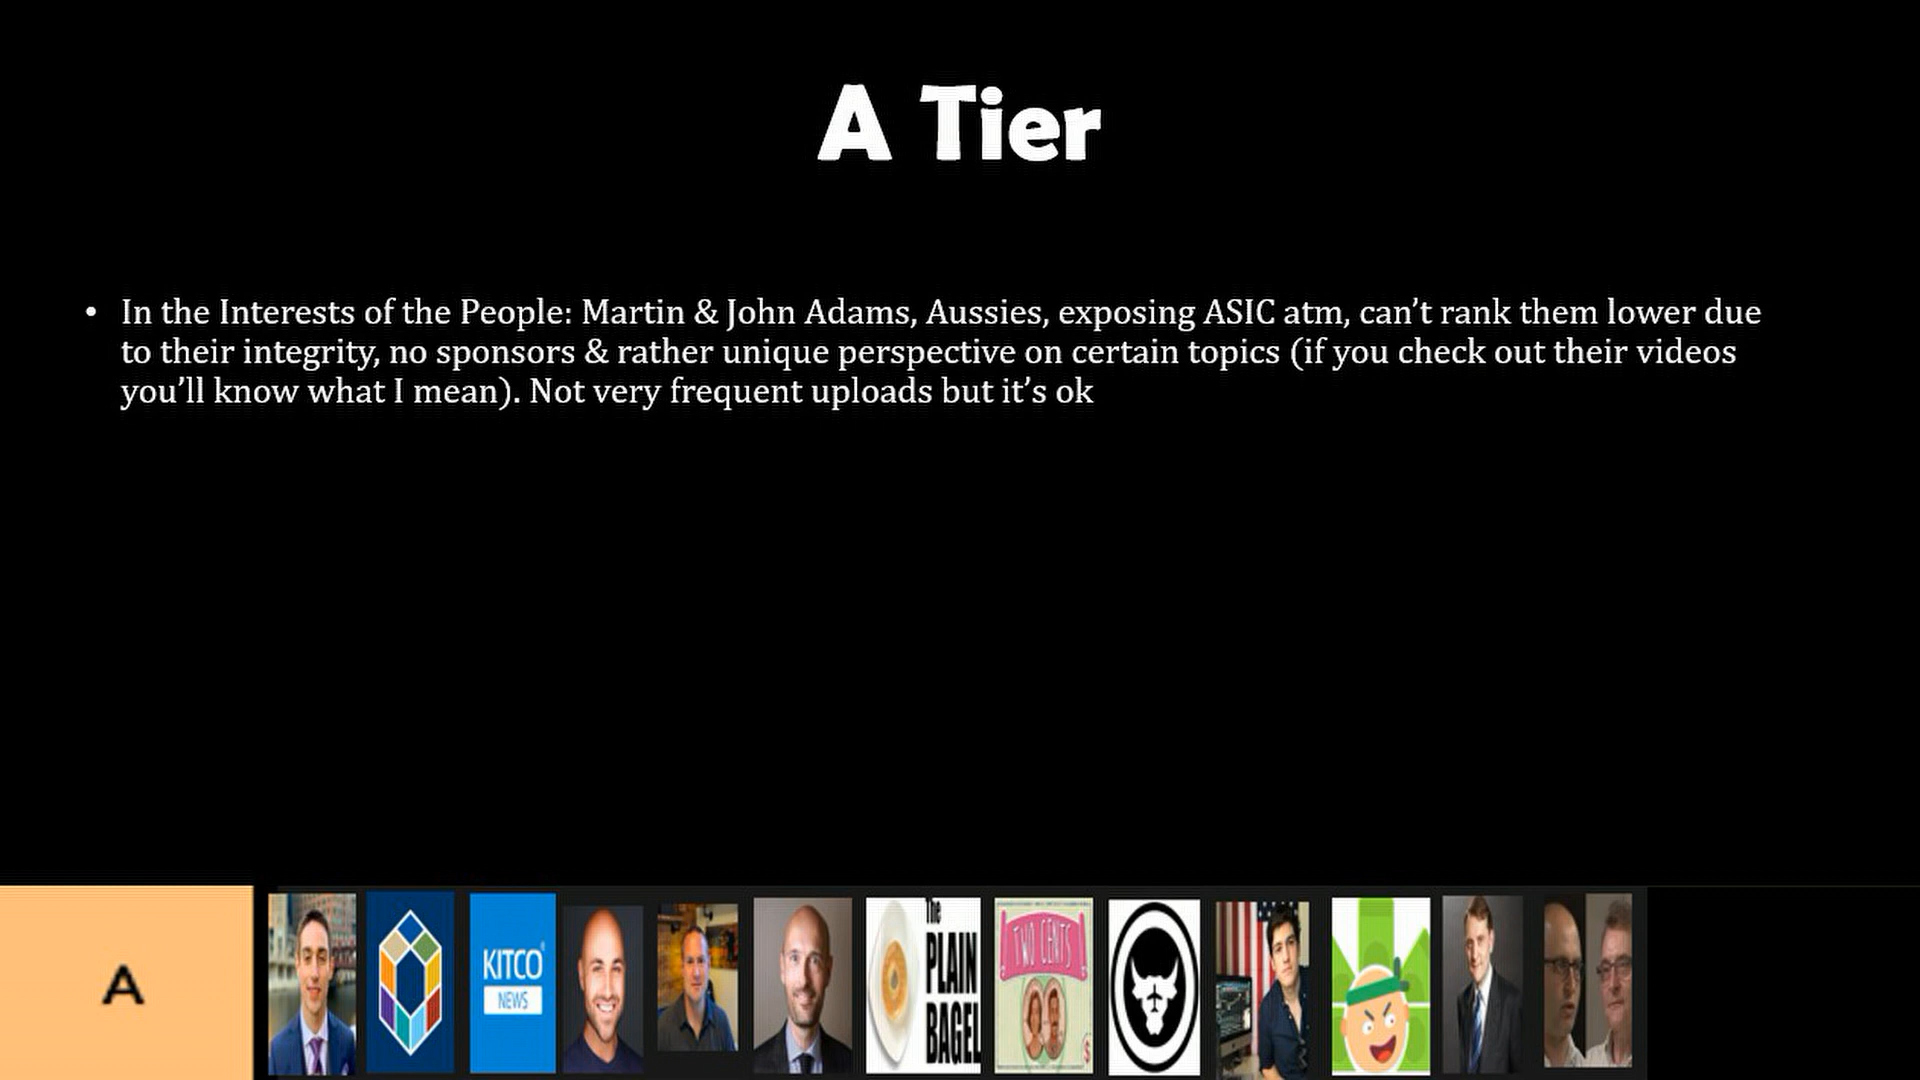 A Tier
• In the Interests of the People: Martin & John Adams, Aussies, exposing ASIC atm, can’t rank them lower due
to their integrity, no sponsors & rather unique perspective on certain topics (if you check out their videos
you’ll know what I mean). Not very frequent uploads but it’s ok
A
KITCO
NEWS
The
PLAIN
BAGEL
TWO CENTS
$